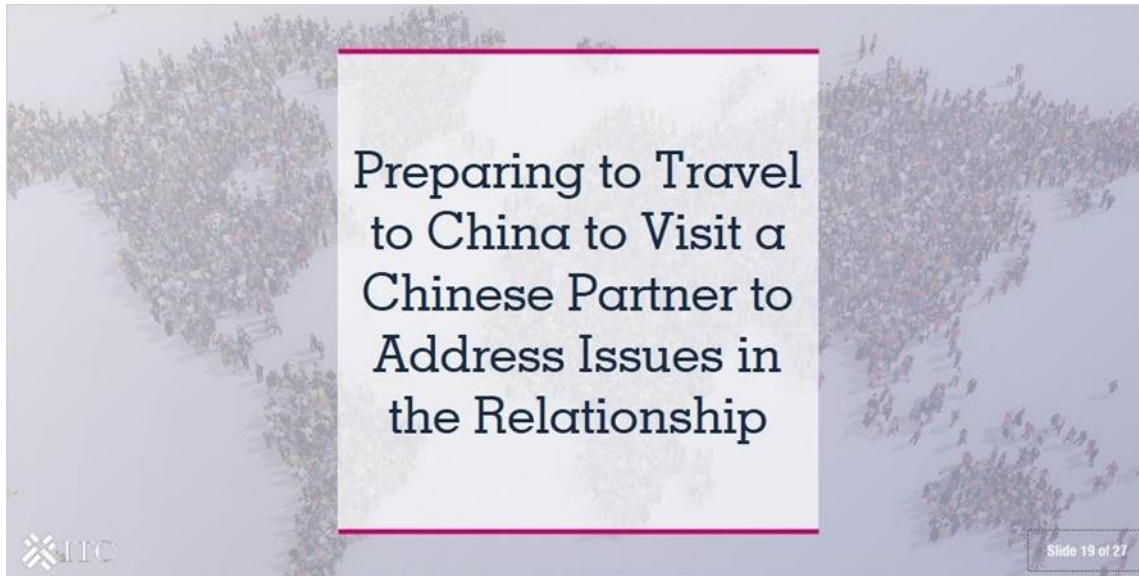 Preparing to Travel
to China to Visit a
Chinese Partner to
Address Issues in
the Relationship
ITC
Slide 19 of 27